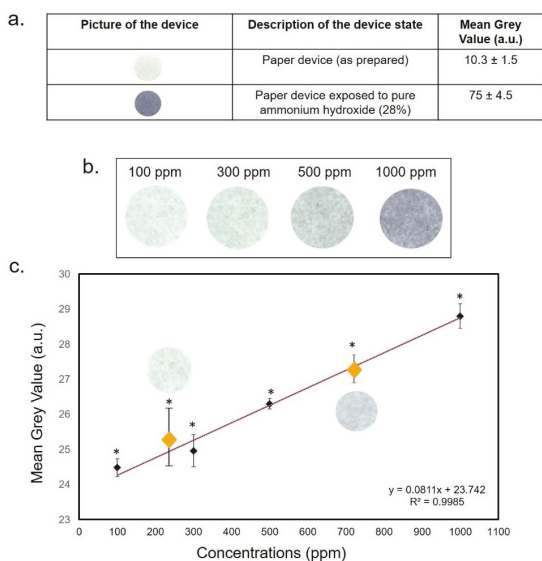 a.
Picture of the device
Description of the device state
Mean Grey
Value (a.u.)
Paper device (as prepared)
10.3 ± 1.5
Paper device exposed to pure
ammonium hydroxide (28%)
75 ± 4.5
b.
100 ppm
300 ppm
500 ppm
1000 ppm
c.
30
29
28
27
26
25
24
23
Mean Grey Value (a.u.)
*
*
*
*
*
*
y = 0.0811x + 23.742
R² = 0.9985
0
100
200
300
400
500
600
700
800
900
1000
1100
Concentrations (ppm)